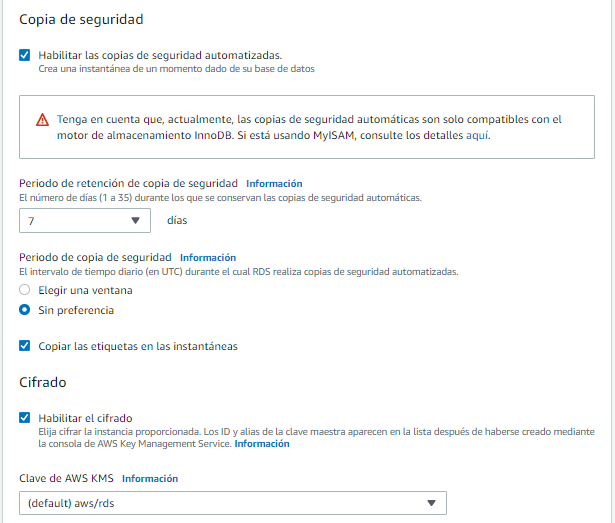 Copia de seguridad
Habilitar las copias de seguridad automatizadas.
Crea una instantánea de un momento dado de su base de datos
Tenga en cuenta que, actualmente, las copias de seguridad automáticas son solo compatibles con el
motor de almacenamiento InnoDB. Si está usando MyISAM, consulte los detalles aquí.
Periodo de retención de copia de seguridad Información
El número de días (1 a 35) durante los que se conservan las copias de seguridad automáticas.
7 días
Periodo de copia de seguridad Información
El intervalo de tiempo diario (en UTC) durante el cual RDS realiza copias de seguridad automatizadas.
Elegir una ventana
Sin preferencia
Copiar las etiquetas en las instantáneas
Cifrado
Habilitar el cifrado
Elija cifrar la instancia proporcionada. Los ID y alias de la clave maestra aparecen en la lista después de haberse creado mediante
la consola de AWS Key Management Service. Información
Clave de AWS KMS Información
(default) aws/rds